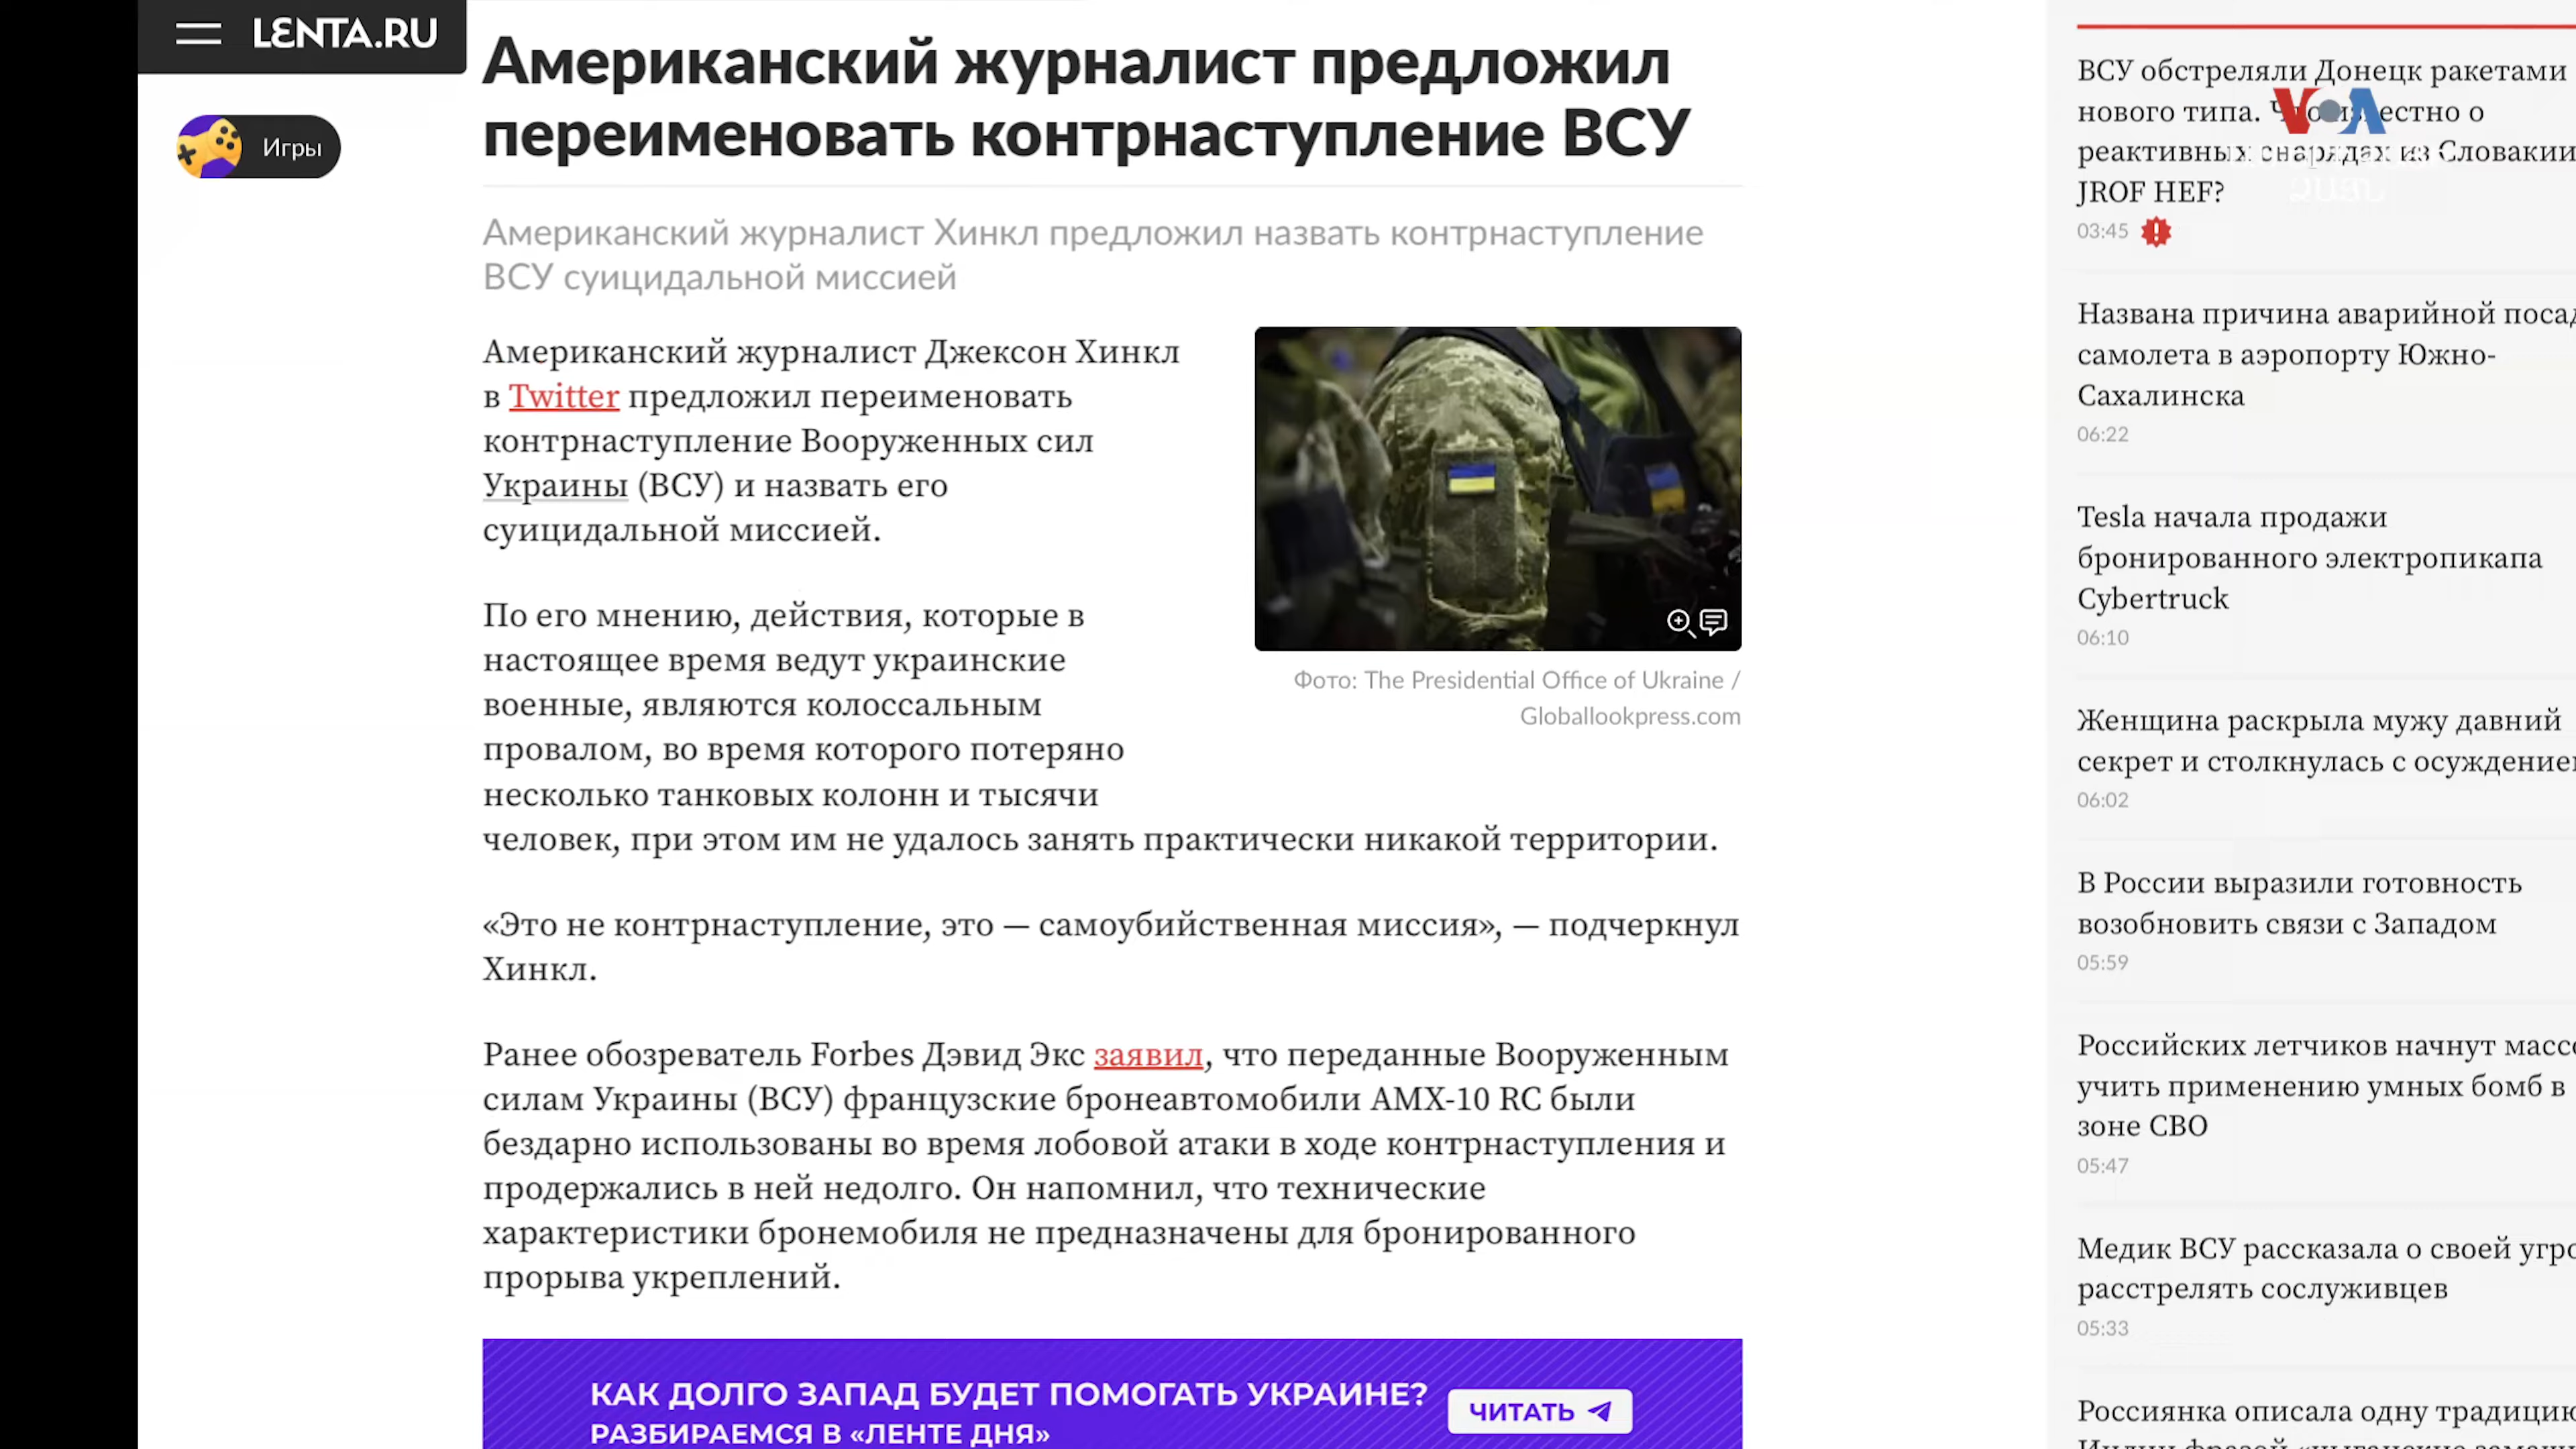 LENTA.RU
Игры
Американский журналист предложил
переименовать контрнаступление ВСУ
Американский журналист Хинкл предложил назвать контрнаступление
ВСУ суицидальной миссией
Американский журналист Джексон Хинкл
в Twitter предложил переименовать
контрнаступление Вооруженных сил
Украины (ВСУ) и назвать его
суицидальной миссией.
По его мнению, действия, которые в
настоящее время ведут украинские
военные, являются колоссальным
провалом, во время которого потеряно
несколько танковых колонн и тысячи
человек, при этом им не удалось занять практически никакой территории.
«Это не контрнаступление, это — самоубийственная миссия», — подчеркнул
Хинкл.
Ранее обозреватель Forbes Дэвид Экс заявил, что переданные Вооруженным
силам Украины (ВСУ) французские бронеавтомобили AMX-10 RC были
бездарно использованы во время лобовой атаки в ходе контрнаступления и
продержались в ней недолго. Он напомнил, что технические
характеристики бронемобиля не предназначены для бронированного
прорыва укреплений.
Фото: The Presidential Office of Ukraine /
Globallookpress.com
КАК ДОЛГО ЗАПАД БУДЕТ ПОМОГАТЬ УКРАИНЕ?
РАЗБИРАЕМСЯ В «ЛЕНТЕ ДНЯ»
ЧИТАТЬ
VOA
ВСУ обстреляли Донецк ракетами
нового типа. Что известно о
реактивных снарядах из Словакии
JROF HEF?
03:45
Названа причина аварийной
самолета в аэропорту Южно-
Сахалинска
06:22
Tesla начала продажи
бронированного электропикапа
Cybertruck
06:10
Женщина раскрыла мужу давний
секрет и столкнулась с
06:02
В России выразили готовность
возобновить связи с Западом
05:59
Российских летчиков начнут
учить применению умных бомб в
зоне СВО
05:47
Медик ВСУ рассказала о своей
расстрелять сослуживцев
05:33
Россиянка описала одну